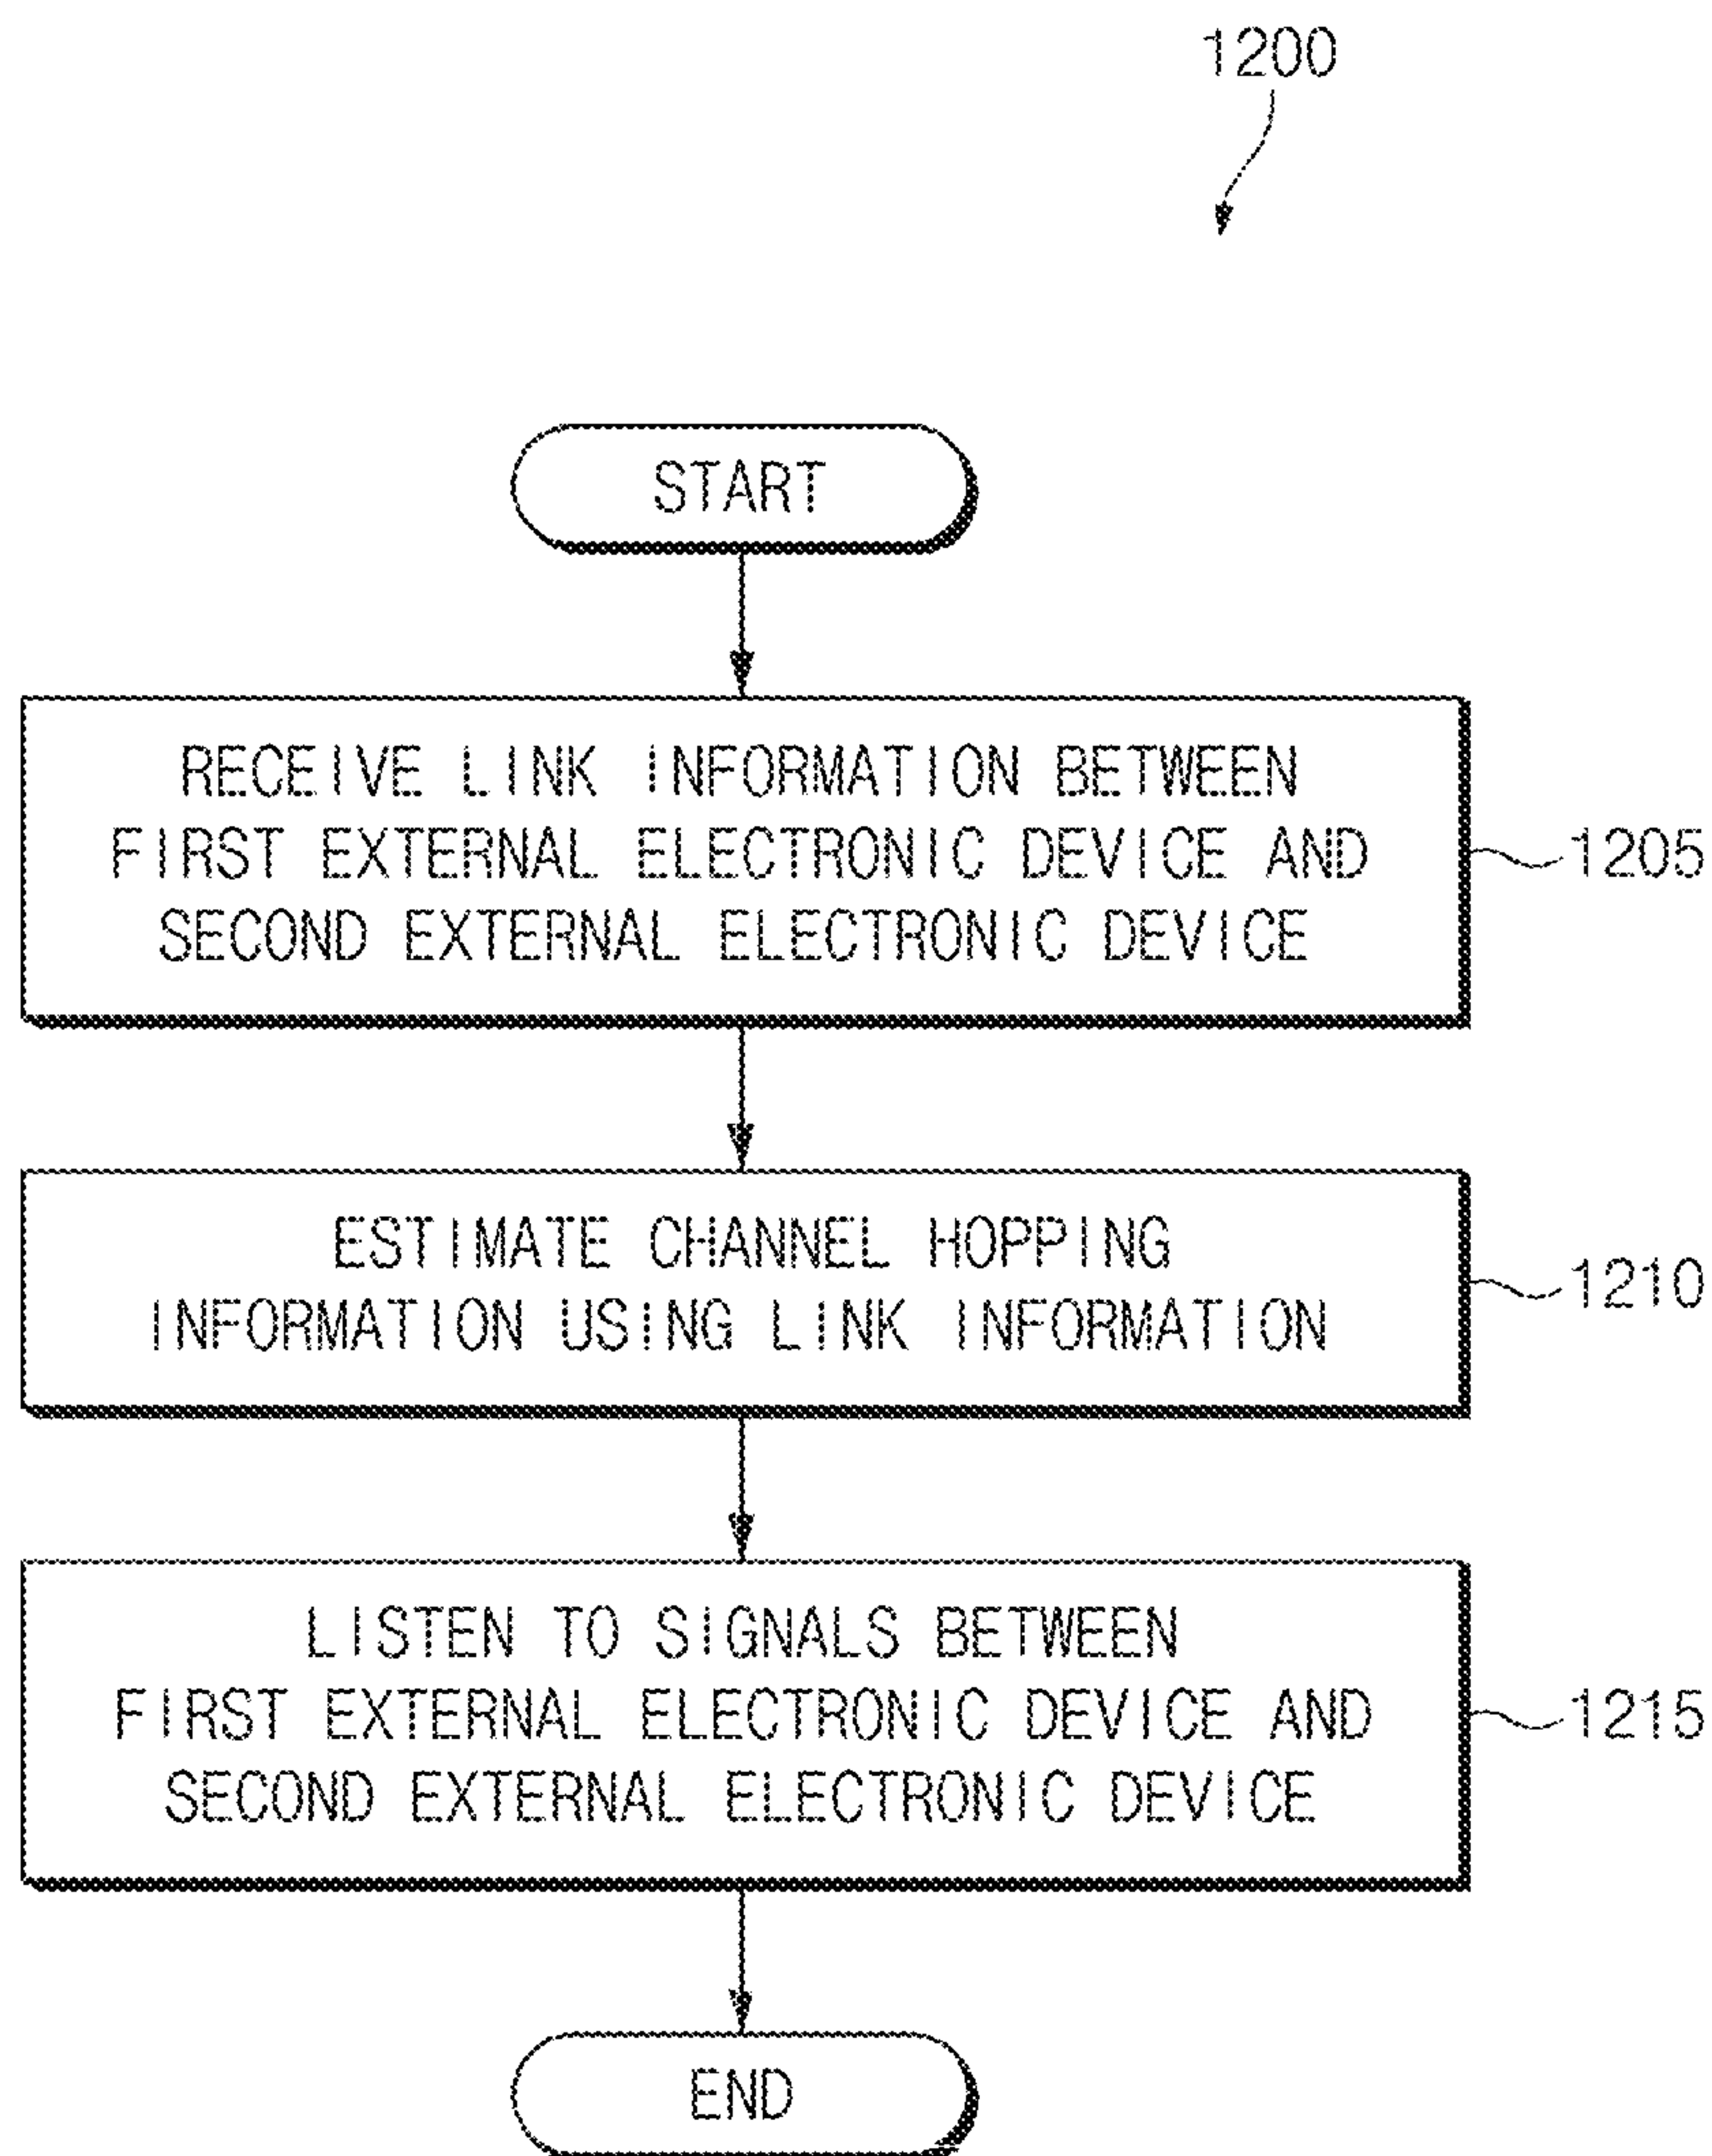 1200
START
RECEIVE LINK INFORMATION BETWEEN
FIRST EXTERNAL ELECTRONIC DEVICE AND
SECOND EXTERNAL ELECTRONIC DEVICE
1205
ESTIMATE CHANNEL HOPPING
INFORMATION USING LINK INFORMATION
1210
LISTEN TO SIGNALS BETWEEN
FIRST EXTERNAL ELECTRONIC DEVICE AND
SECOND EXTERNAL ELECTRONIC DEVICE
1215
END